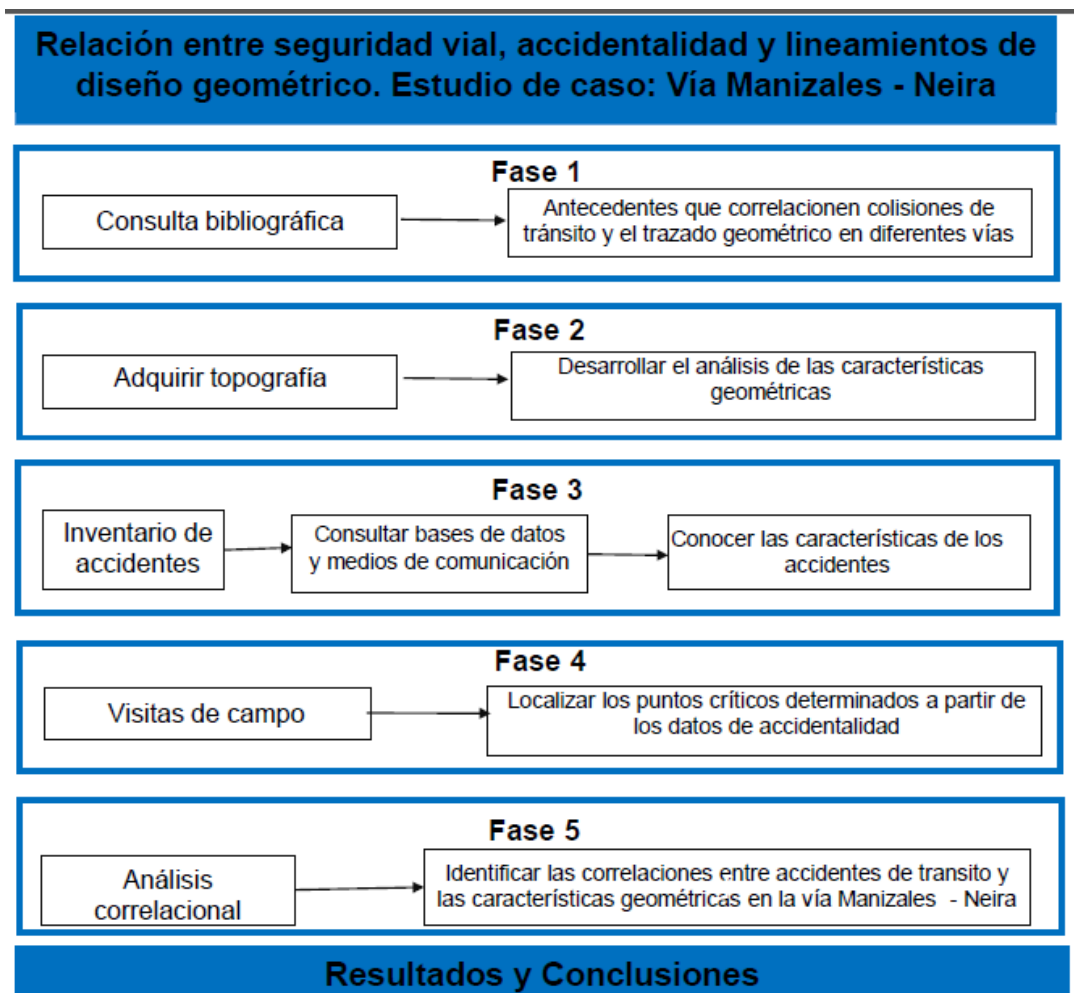 Relación entre seguridad vial, accidentalidad y lineamientos de
diseño geométrico. Estudio de caso: Vía Manizales - Neira
Fase 1
Consulta bibliográfica
Antecedentes que correlacionen colisiones de
tránsito y el trazado geométrico en diferentes vías
Fase 2
Adquirir topografía
Desarrollar el análisis de las características
geométricas
Fase 3
Inventario de
accidentes
Consultar bases de datos
y medios de comunicación
Conocer las características de los
accidentes
Fase 4
Visitas de campo
Localizar los puntos críticos determinados a partir de
los datos de accidentalidad
Fase 5
Análisis
correlacional
Identificar las correlaciones entre accidentes de transito y
las características geométricas en la vía Manizales - Neira
Resultados y Conclusiones